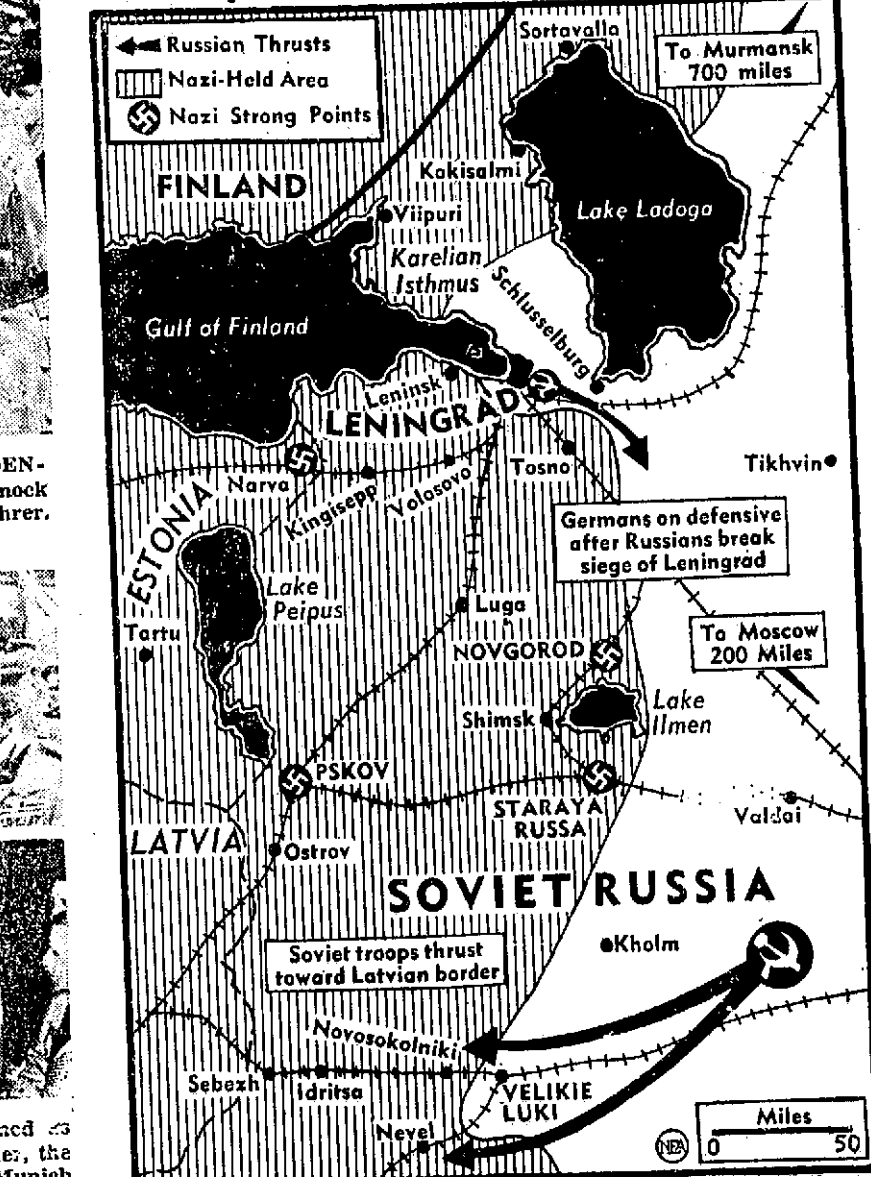 Russian Thrusts
Nazi-Held Area
Nazi Strong Points
Sortavalla
To Murmansk
700 miles
FINLAND
Kakisalmi
Viipuri
Lake Ladoga
Karelian
Isthmus
Schlusselburg
Gulf of Finland
Leninsk
LENINGRAD
Narva
Kingisepp
Volosovo
Tosno
Tikhvin
ESTONIA
Germans on defensive
after Russians break
siege of Leningrad
Lake
Peipus
Luga
Tartu
To Moscow
200 Miles
NOVGOROD
Lake
Ilmen
Shimsk
PSKOV
STARAYA
RUSSA
Valdai
LATVIA
Ostrov
SOVIET RUSSIA
Kholm
Soviet troops thrust
toward Latvian border
Novosokolniki
Sebezh
Idritsa
VELIKIE
LUKI
Nevel
NEA
Miles
0 50
EN-
nock
hrer.
ned as
the
Munich